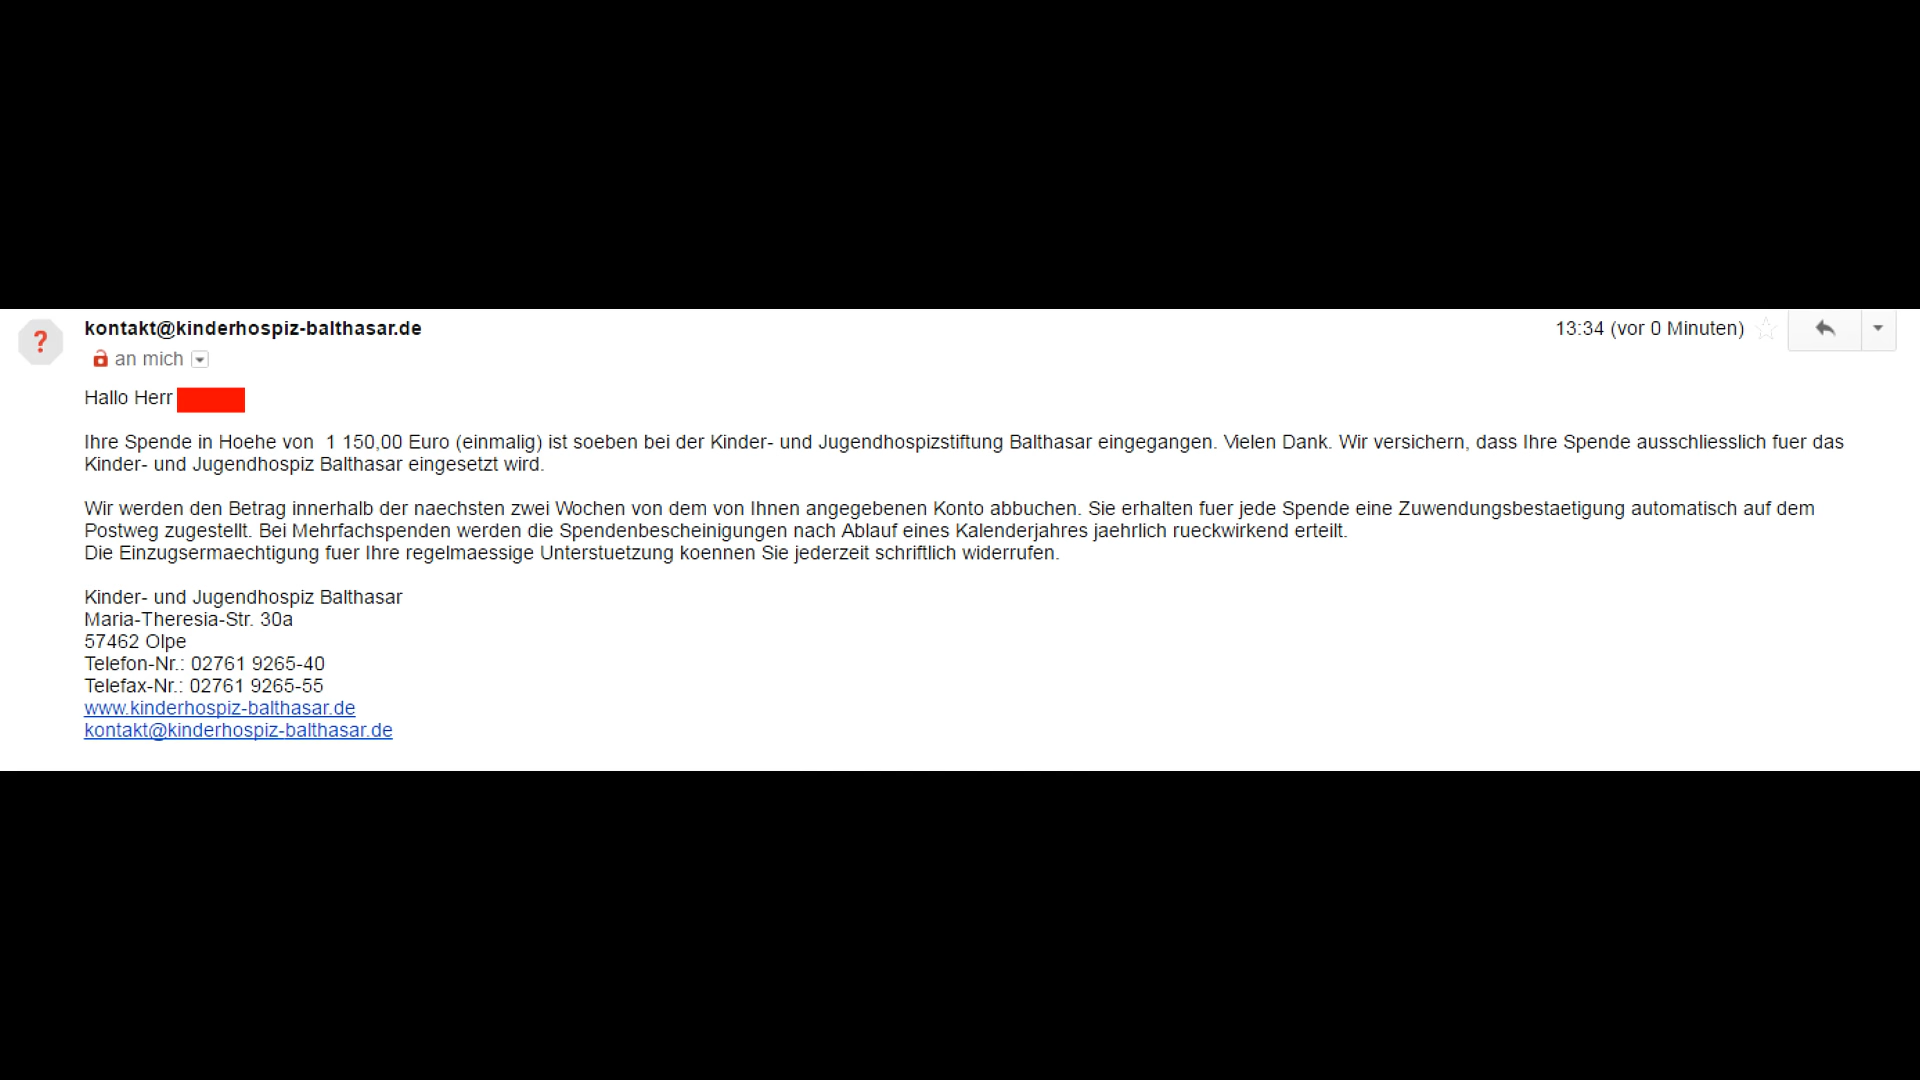 kontakt@kinderhospiz-balthasar.de
13:34 (vor 0 Minuten)
?
an mich
Hallo Herr
Ihre Spende in Hoehe von  1 150,00 Euro (einmalig) ist soeben bei der Kinder- und Jugendhospizstiftung Balthasar eingegangen. Vielen Dank. Wir versichern, dass Ihre Spende ausschliesslich fuer das
Kinder- und Jugendhospiz Balthasar eingesetzt wird.
Wir werden den Betrag innerhalb der naechsten zwei Wochen von dem von Ihnen angegebenen Konto abbuchen. Sie erhalten fuer jede Spende eine Zuwendungsbestaetigung automatisch auf dem
Postweg zugestellt. Bei Mehrfachspenden werden die Spendenbescheinigungen nach Ablauf eines Kalenderjahres jaehrlich rueckwirkend erteilt.
Die Einzugsermaechtigung fuer Ihre regelmaessige Unterstuetzung koennen Sie jederzeit schriftlich widerrufen.
Kinder- und Jugendhospiz Balthasar
Maria-Theresia-Str. 30a
57462 Olpe
Telefon-Nr.: 02761 9265-40
Telefax-Nr.: 02761 9265-55
www.kinderhospiz-balthasar.de
kontakt@kinderhospiz-balthasar.de